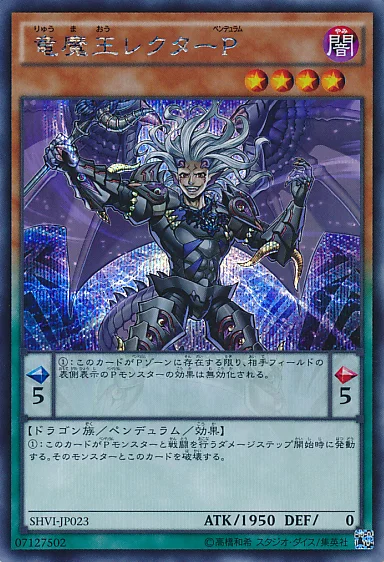 竜魔王レクターP
りゅう ま おう ペンデュラム
闇
やみ
①:このカードがPゾーンに存在する限り、相手フィールドの
表側表示のPモンスターの効果は無効化される。
5 5
【ドラゴン族/ペンデュラム/効果】
①:このカードがPモンスターと戦闘を行うダメージステップ開始時に発動
する。そのモンスターとこのカードを破壊する。
SHVI-JP023 ATK/1950 DEF/ 0
07127502 ©高橋和希 スタジオ・ダイス/集英社